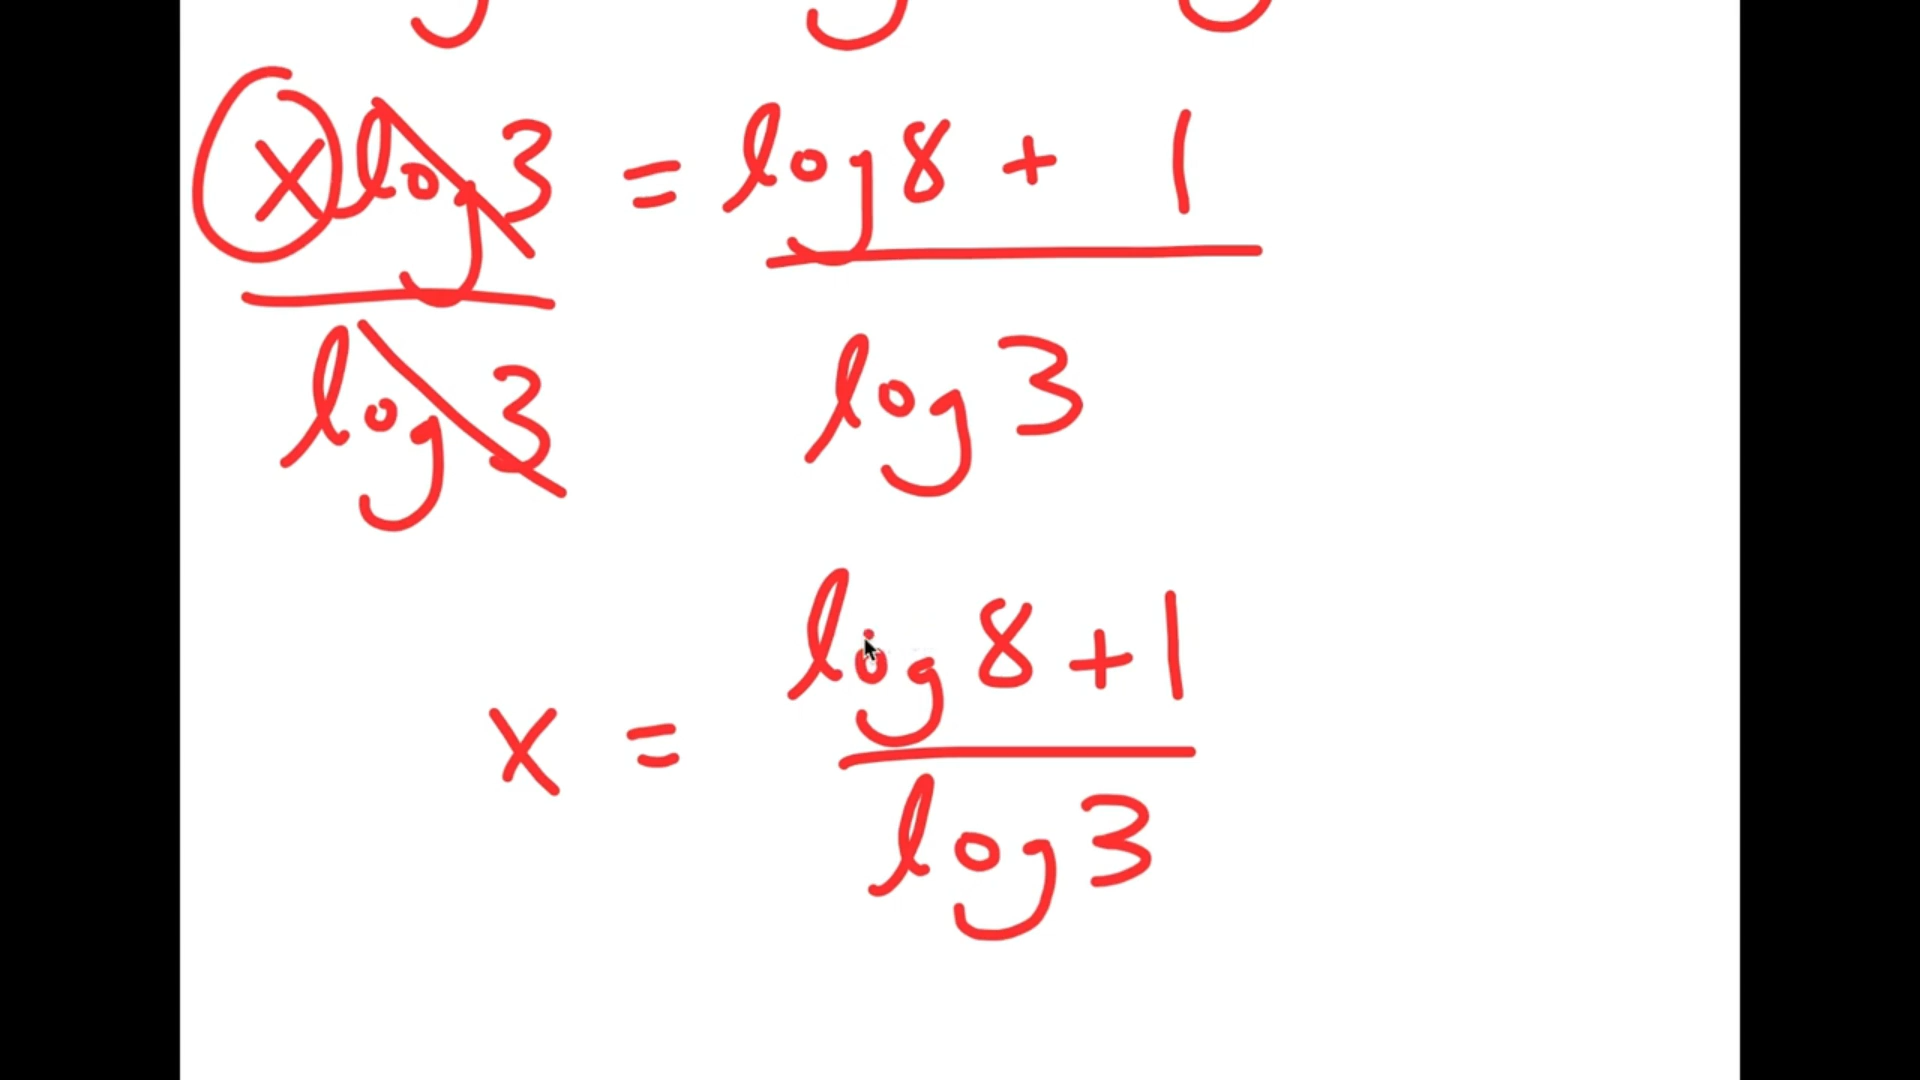 x log 3 = log 8 + 1
log 3 log 3
x = log 8 + 1
log 3